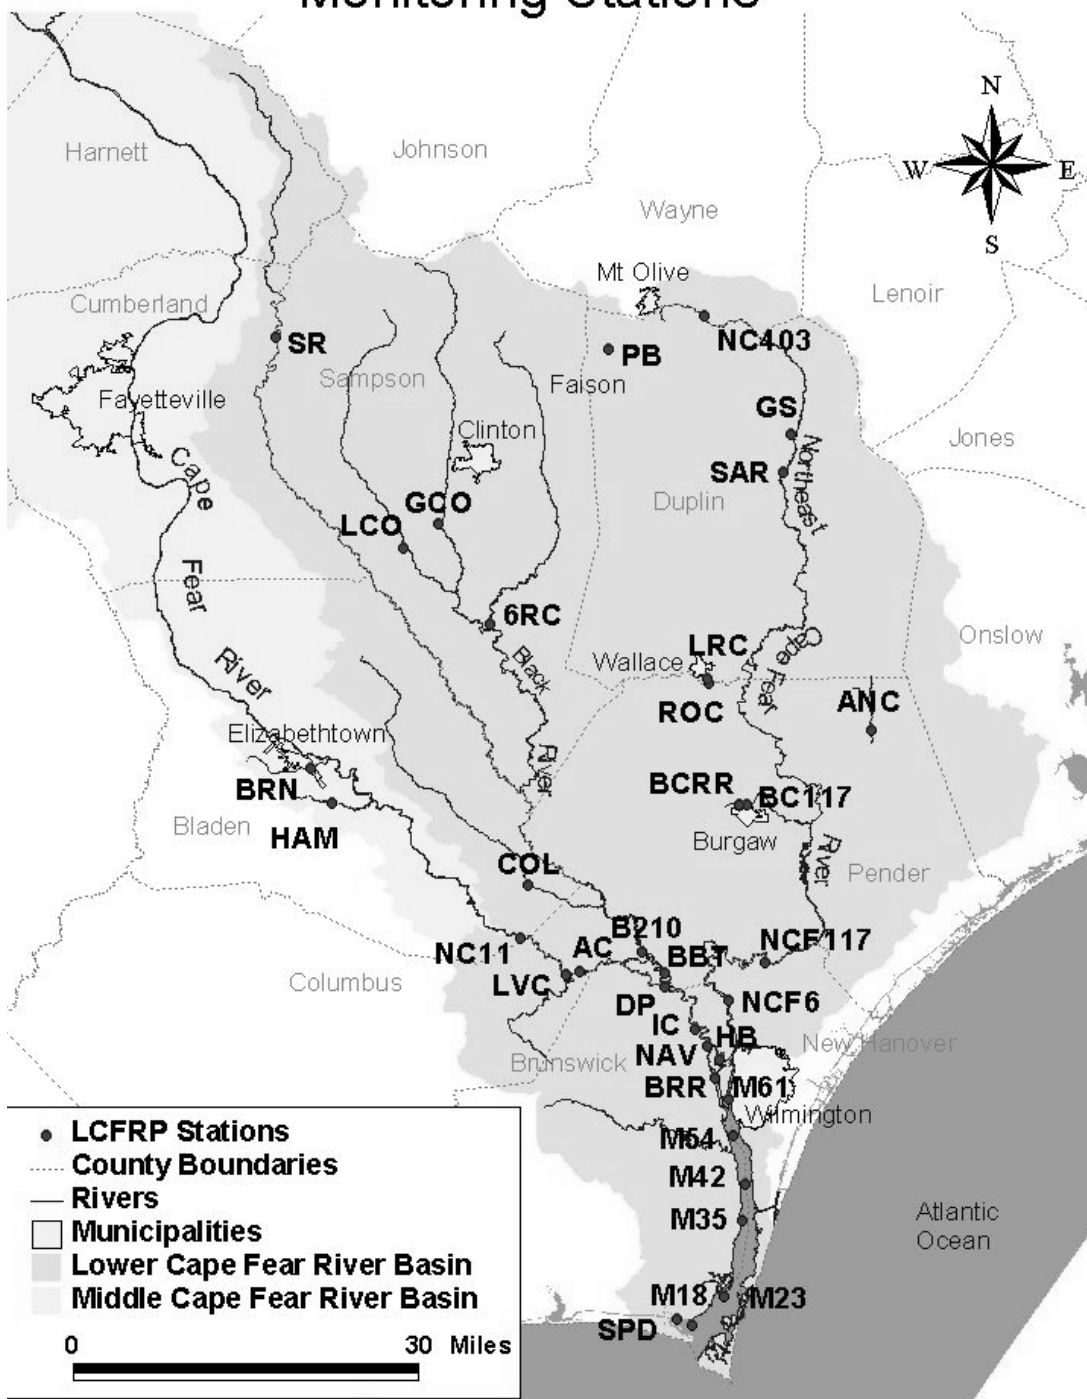 Monitoring Stations
N
W
E
S
Harnett
Johnson
Wayne
Mt Olive
Lenoir
Cumberland
SR
NC403
PB
Sampson
Faison
Fayetteville
GS
Clinton
Jones
Cape
Northeast
SAR
Duplin
GCO
LCO
Fear
6RC
Onslow
LRC
Cape Fear
Black
Wallace
River
ROC
ANC
Elizabethtown
River
BRN
BCRR
BC117
Bladen
HAM
Burgaw
River
COL
Pender
B210
NC11
AC
BBT
NCF117
LVC
Columbus
DP
NCF6
IC
HB
New Hanover
NAV
Brunswick
BRR
M61
Wilmington
M54
M42
M35
Atlantic
Ocean
M18
M23
SPD
LCFRP Stations
County Boundaries
Rivers
Municipalities
Lower Cape Fear River Basin
Middle Cape Fear River Basin
0
30 Miles